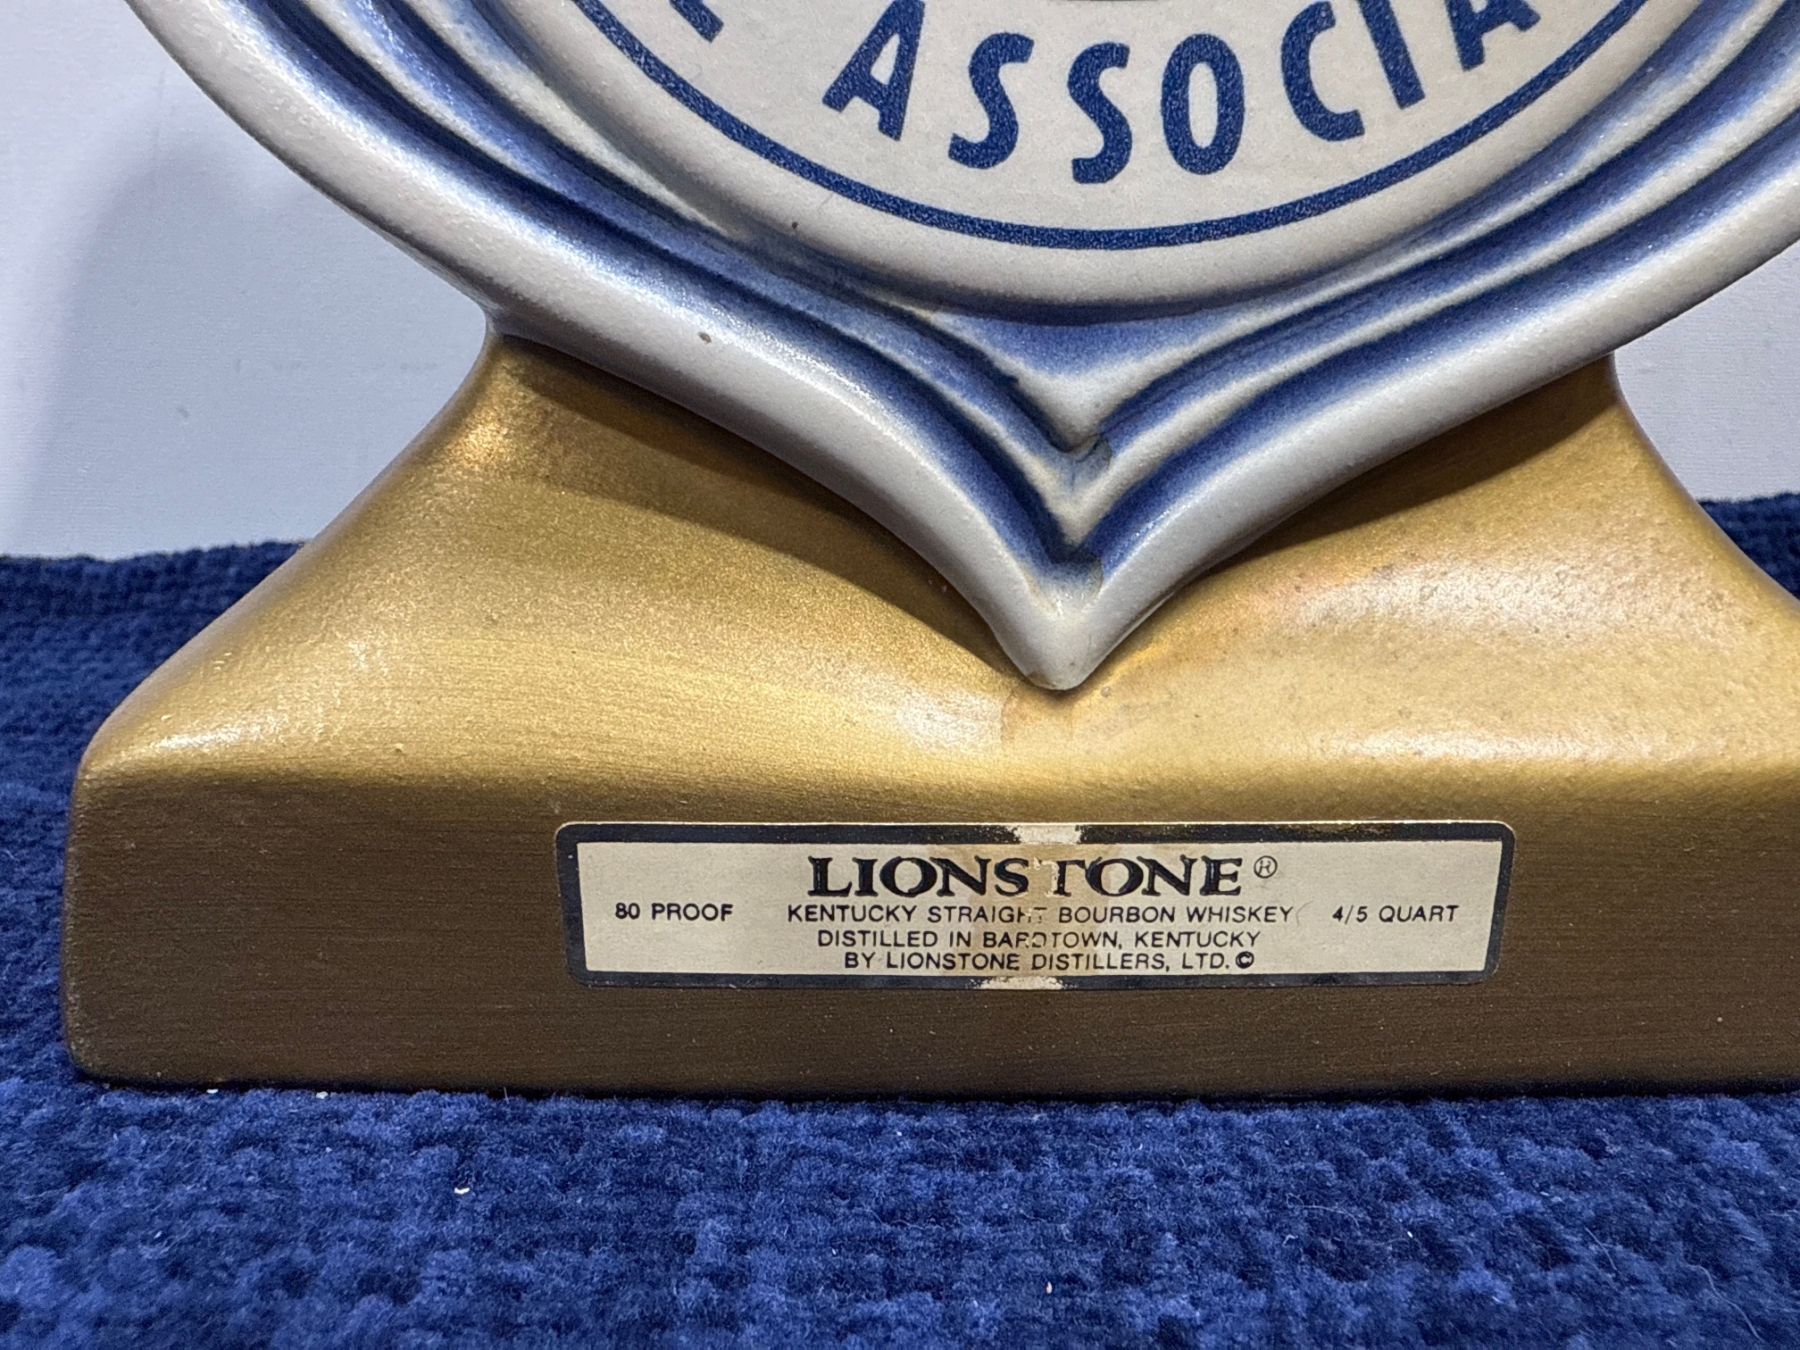 ASSOCIA
LIONSTONE®
80 PROOF KENTUCKY STRAIGHT BOURBON WHISKEY 4/5 QUART
DISTILLED IN BARDTOWN, KENTUCKY
BY LIONSTONE DISTILLERS, LTD. ©